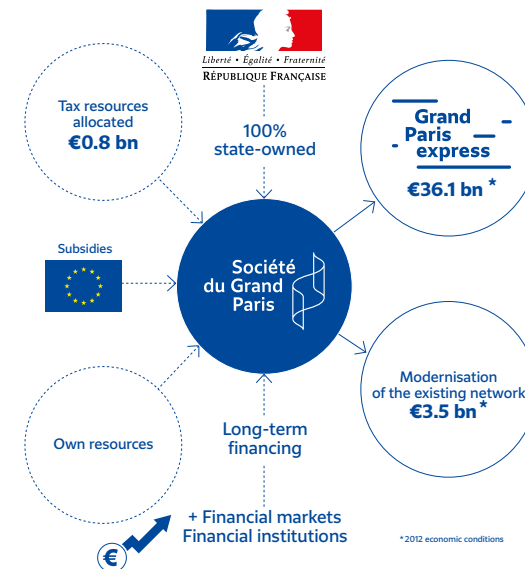 Liberté • Égalité • Fraternité
RÉPUBLIQUE FRANÇAISE
Tax resources
allocated
€0.8 bn
100%
state-owned
Grand
Paris
express
€36.1 bn *
Subsidies
Société
du Grand
Paris
Modernisation
of the existing network
€3.5 bn *
Own resources
Long-term
financing
+ Financial markets
Financial institutions
€
* 2012 economic conditions